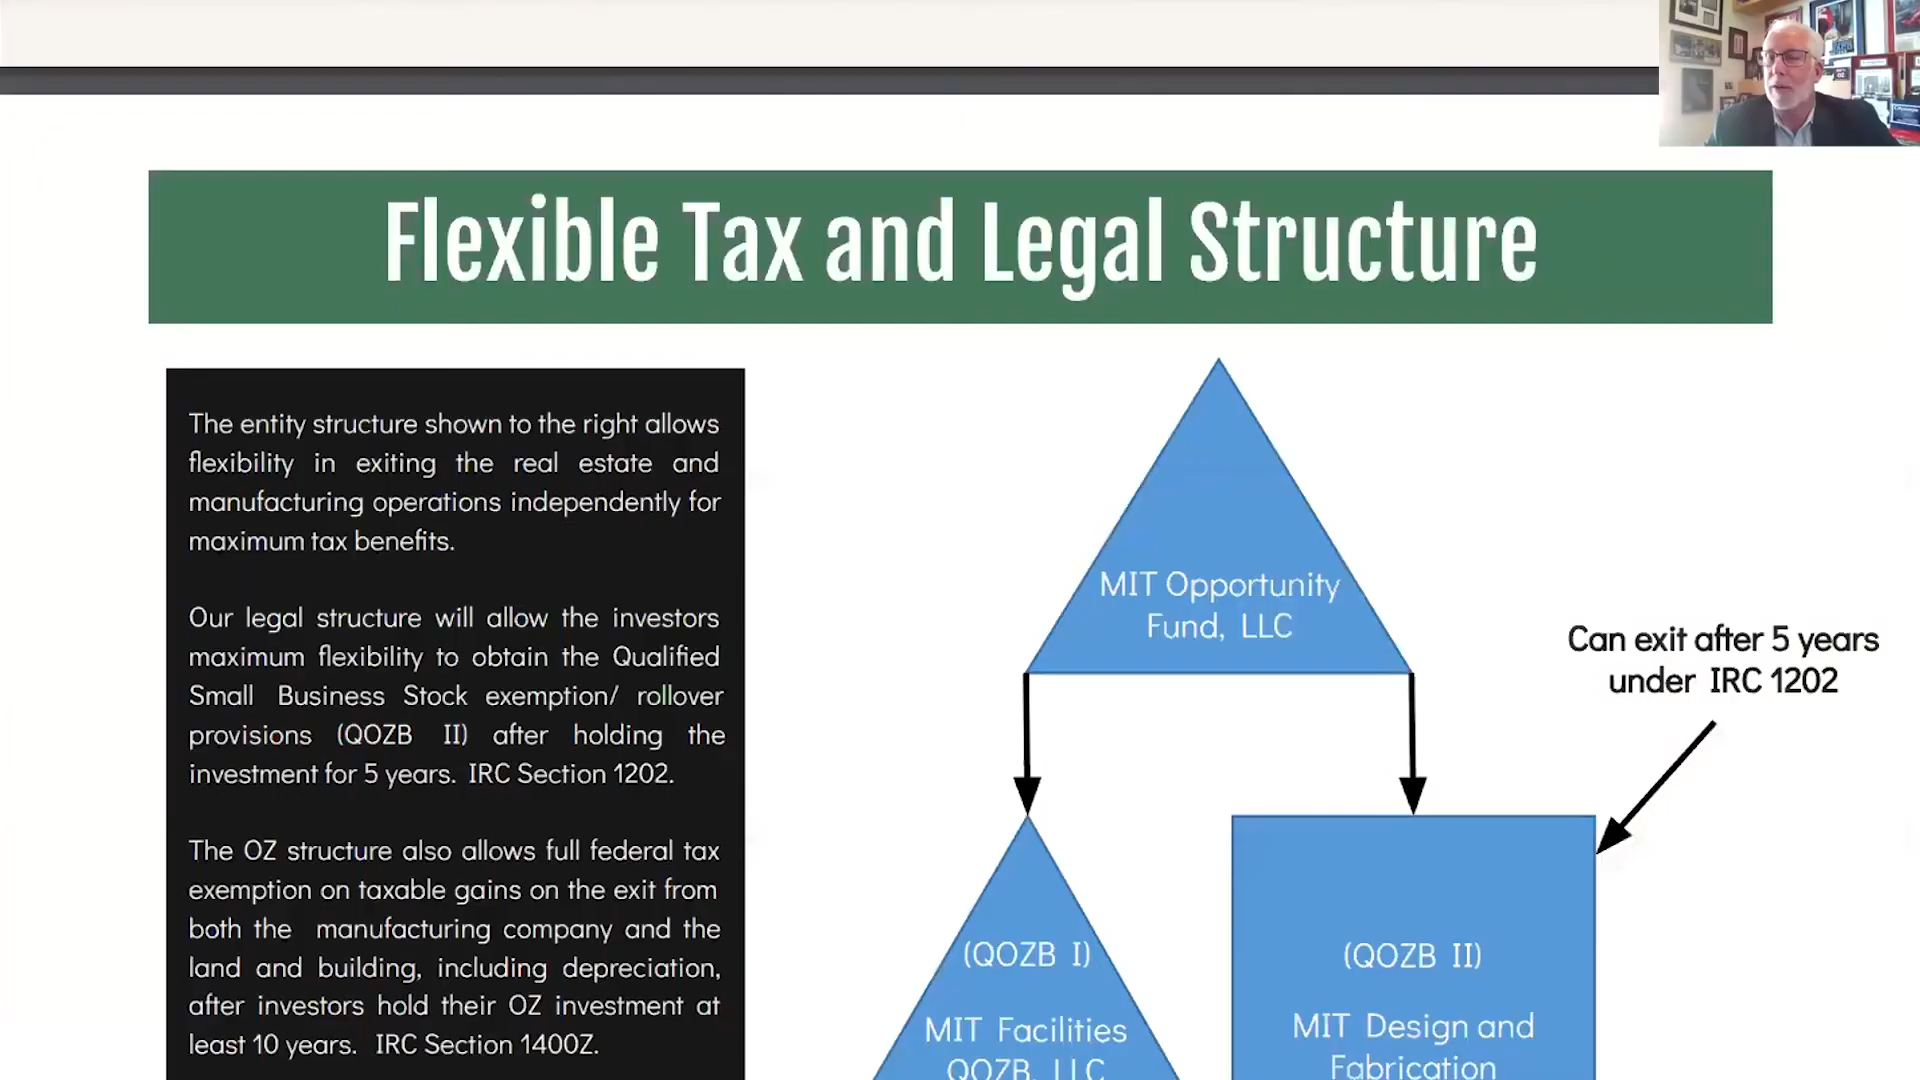 Flexible Tax and Legal Structure
The entity structure shown to the right allows
flexibility in exiting the real estate and
manufacturing operations independently for
maximum tax benefits.
Our legal structure will allow the investors
maximum flexibility to obtain the Qualified
Small Business Stock exemption/ rollover
provisions (QOZB II) after holding the
investment for 5 years. IRC Section 1202.
The OZ structure also allows full federal tax
exemption on taxable gains on the exit from
both the manufacturing company and the
land and building, including depreciation,
after investors hold their OZ investment at
least 10 years. IRC Section 1400Z.
MIT Opportunity
Fund, LLC
Can exit after 5 years
under IRC 1202
(QOZB I)
MIT Facilities
QOZB, LLC
(QOZB II)
MIT Design and
Fabrication